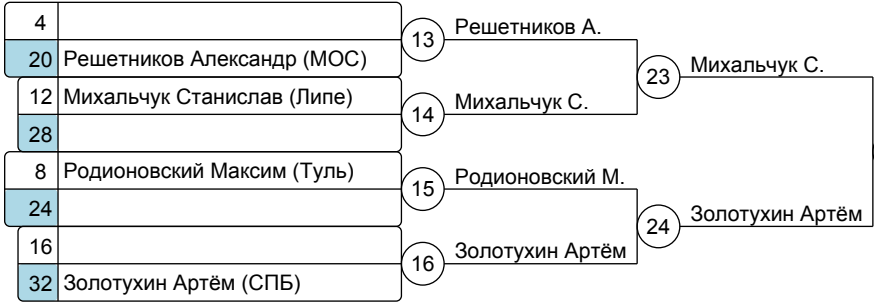 4
20 Решетников Александр (МОС)
13 Решетников А.
12 Михальчук Станислав (Липе)
28
14 Михальчук С.
23 Михальчук С.
8 Родионовский Максим (Туль)
24
15 Родионовский М.
16
32 Золотухин Артём (СПБ)
16 Золотухин Артём
24 Золотухин Артём